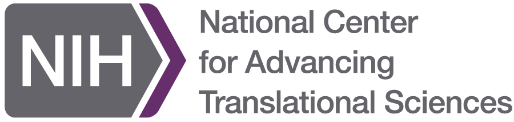 NIH
National Center
for Advancing
Translational Sciences